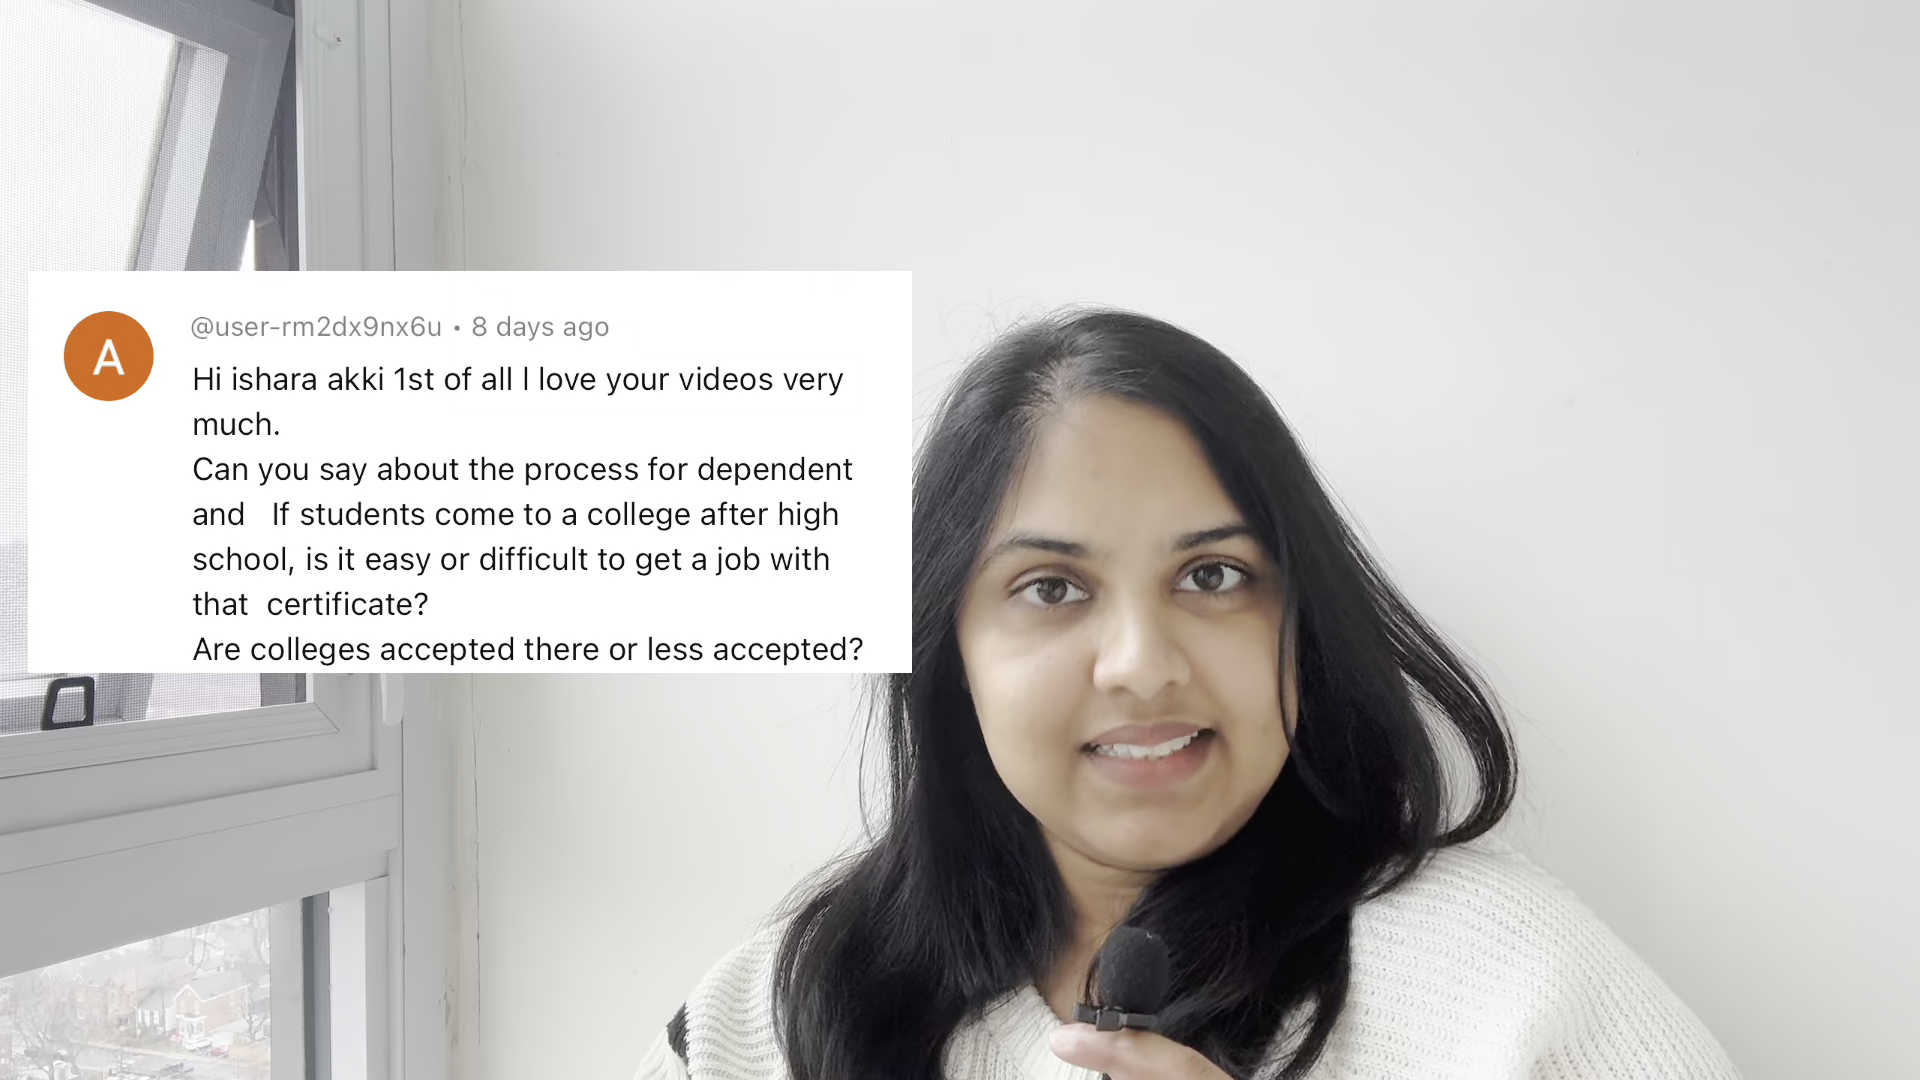 A
@user-rm2dx9nx6u • 8 days ago
Hi ishara akki 1st of all I love your videos very
much.
Can you say about the process for dependent
and   If students come to a college after high
school, is it easy or difficult to get a job with
that  certificate?
Are colleges accepted there or less accepted?